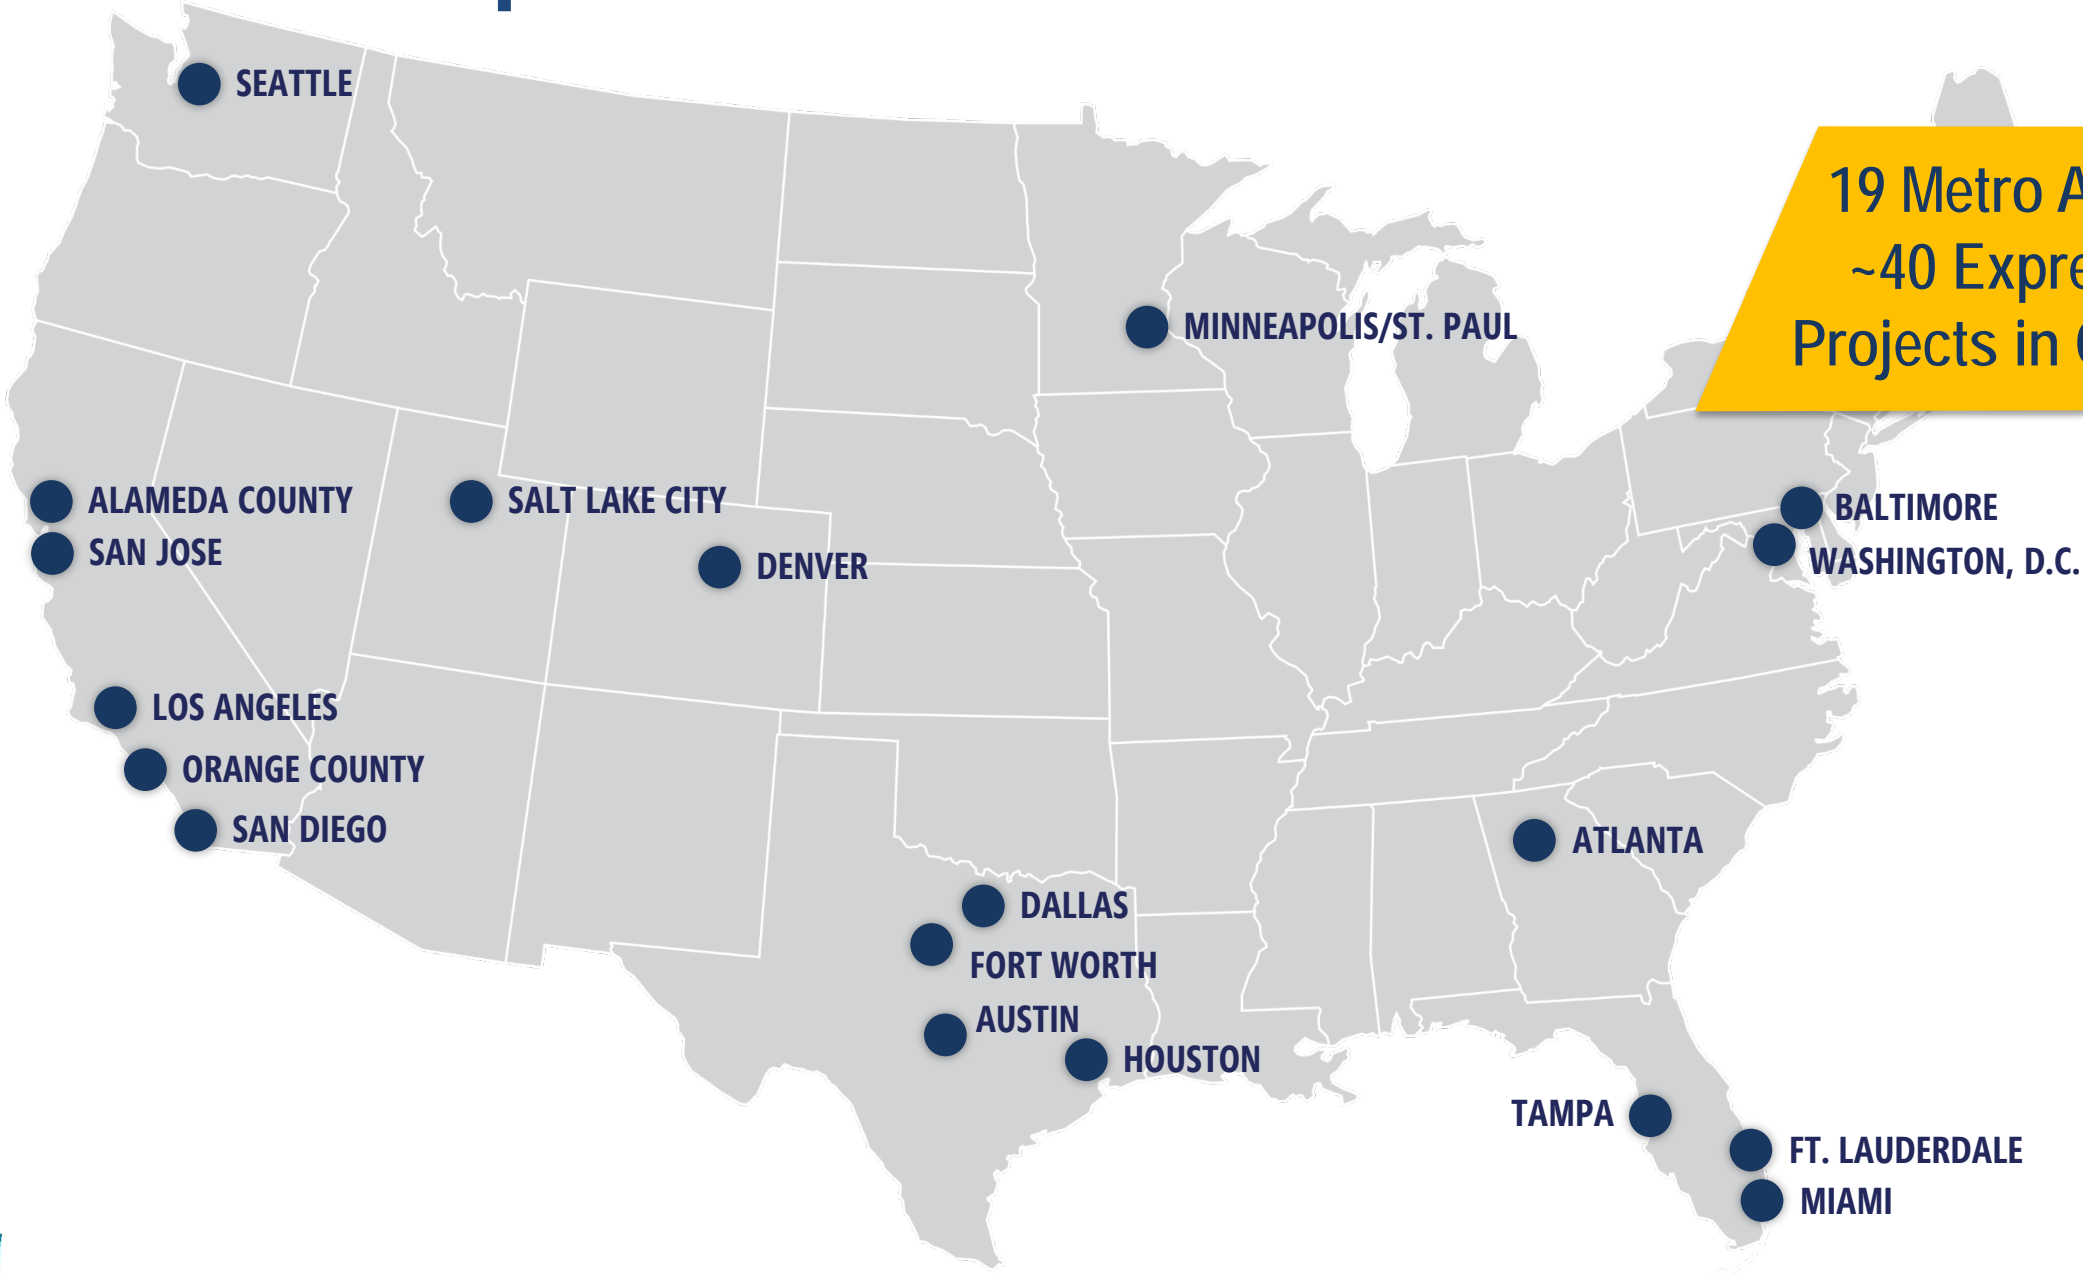 SEATTLE
19 Metro
~40
Projects in
MINNEAPOLIS/ST. PAUL
ALAMEDA COUNTY
SALT LAKE CITY
BALTIMORE
SAN JOSE
DENVER
WASHINGTON, D.C.
LOS ANGELES
ORANGE COUNTY
SAN DIEGO
ATLANTA
DALLAS
FORT WORTH
AUSTIN
HOUSTON
TAMPA
FT. LAUDERDALE
MIAMI